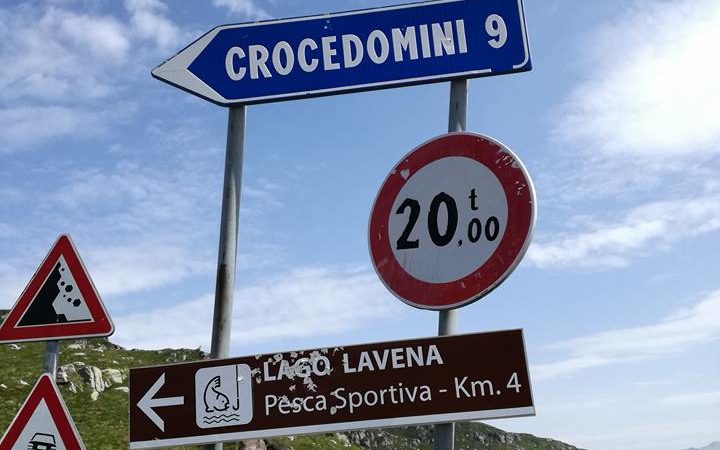 CROCEDOMINI 9
20,00 t
LAGO LAVENA
Pesca Sportiva - Km. 4